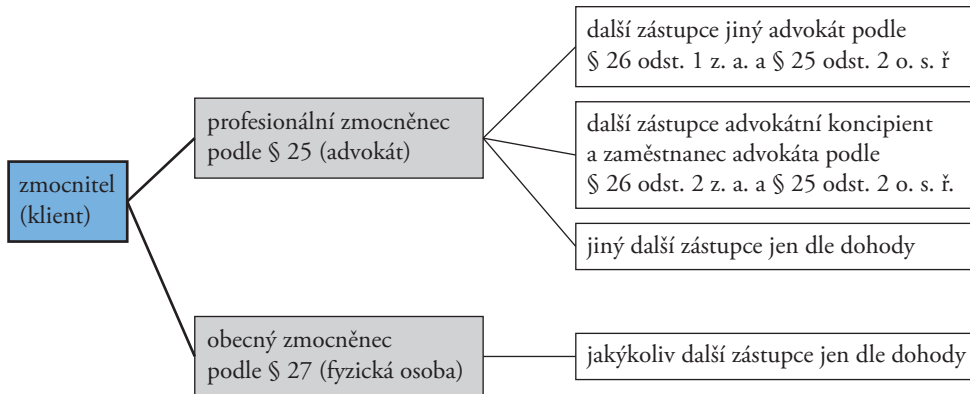 zmocnitel
(klient)
profesionální zmocněnec
podle § 25 (advokát)
další zástupce jiný advokát podle
§ 26 odst. 1 z. a. a § 25 odst. 2 o. s. ř
další zástupce advokátní koncipient
a zaměstnanec advokáta podle
§ 26 odst. 2 z. a. a § 25 odst. 2 o. s. ř.
jiný další zástupce jen dle dohody
obecný zmocněnec
podle § 27 (fyzická osoba)
jakýkoliv další zástupce jen dle dohody